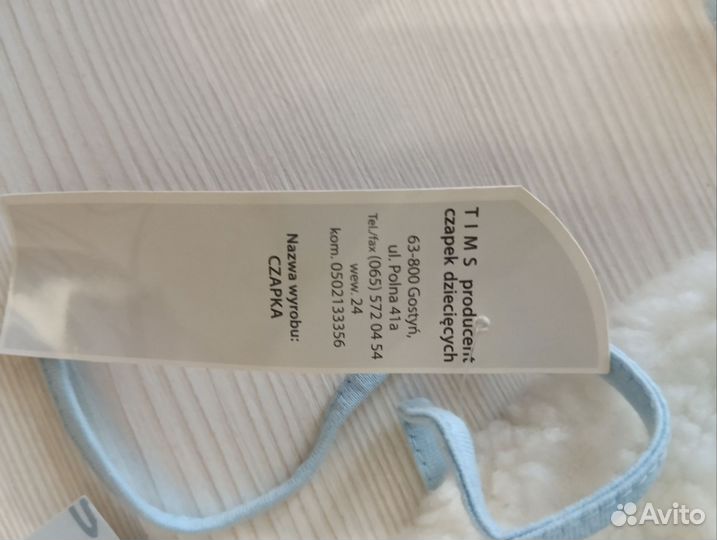 TIMS producent
czapek dziecięcych
63-800 Gostyń,
ul. Polna 41a
Tel./fax (065) 572 04 54
wew. 24
kom. 0502133356
Nazwa wyrobu:
CZAPKA
Avito